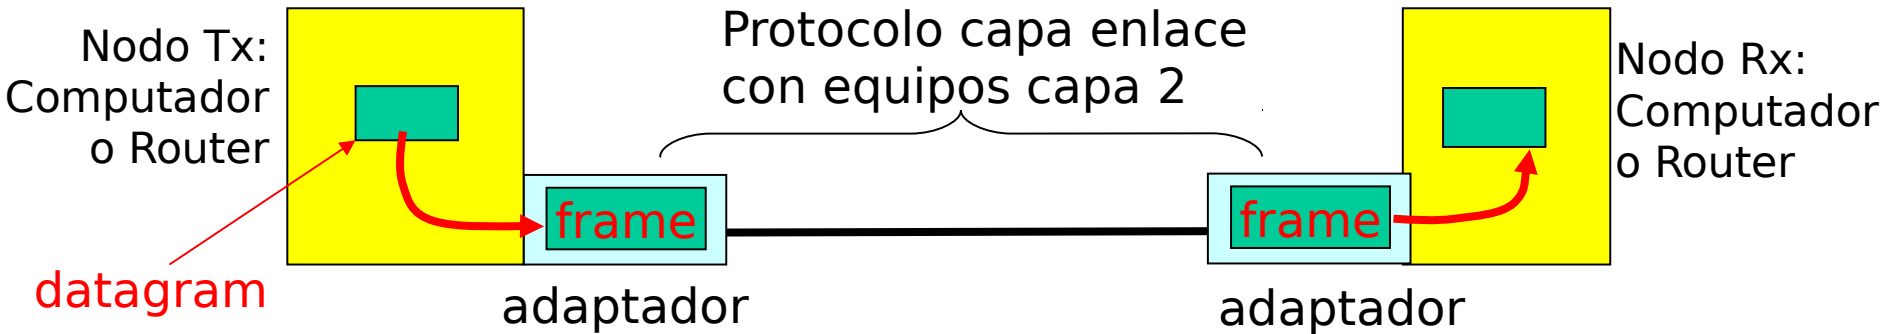 Nodo Tx:
Computador
o Router
datagram
frame
adaptador
Protocolo capa enlace
con equipos capa 2
frame
adaptador
Nodo Rx:
Computador
o Router